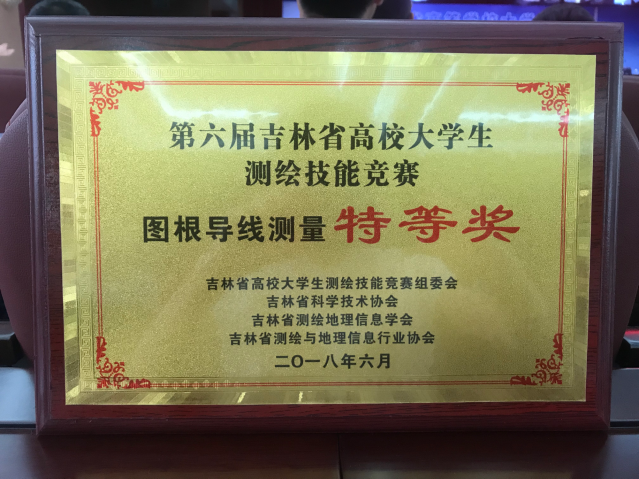 第六届吉林省高校大学生
测绘技能竞赛
图根导线测量 特等奖
吉林省高校大学生测绘技能竞赛组委会
吉林省科学技术协会
吉林省测绘地理信息学会
吉林省测绘与地理信息行业协会
二〇一八年六月